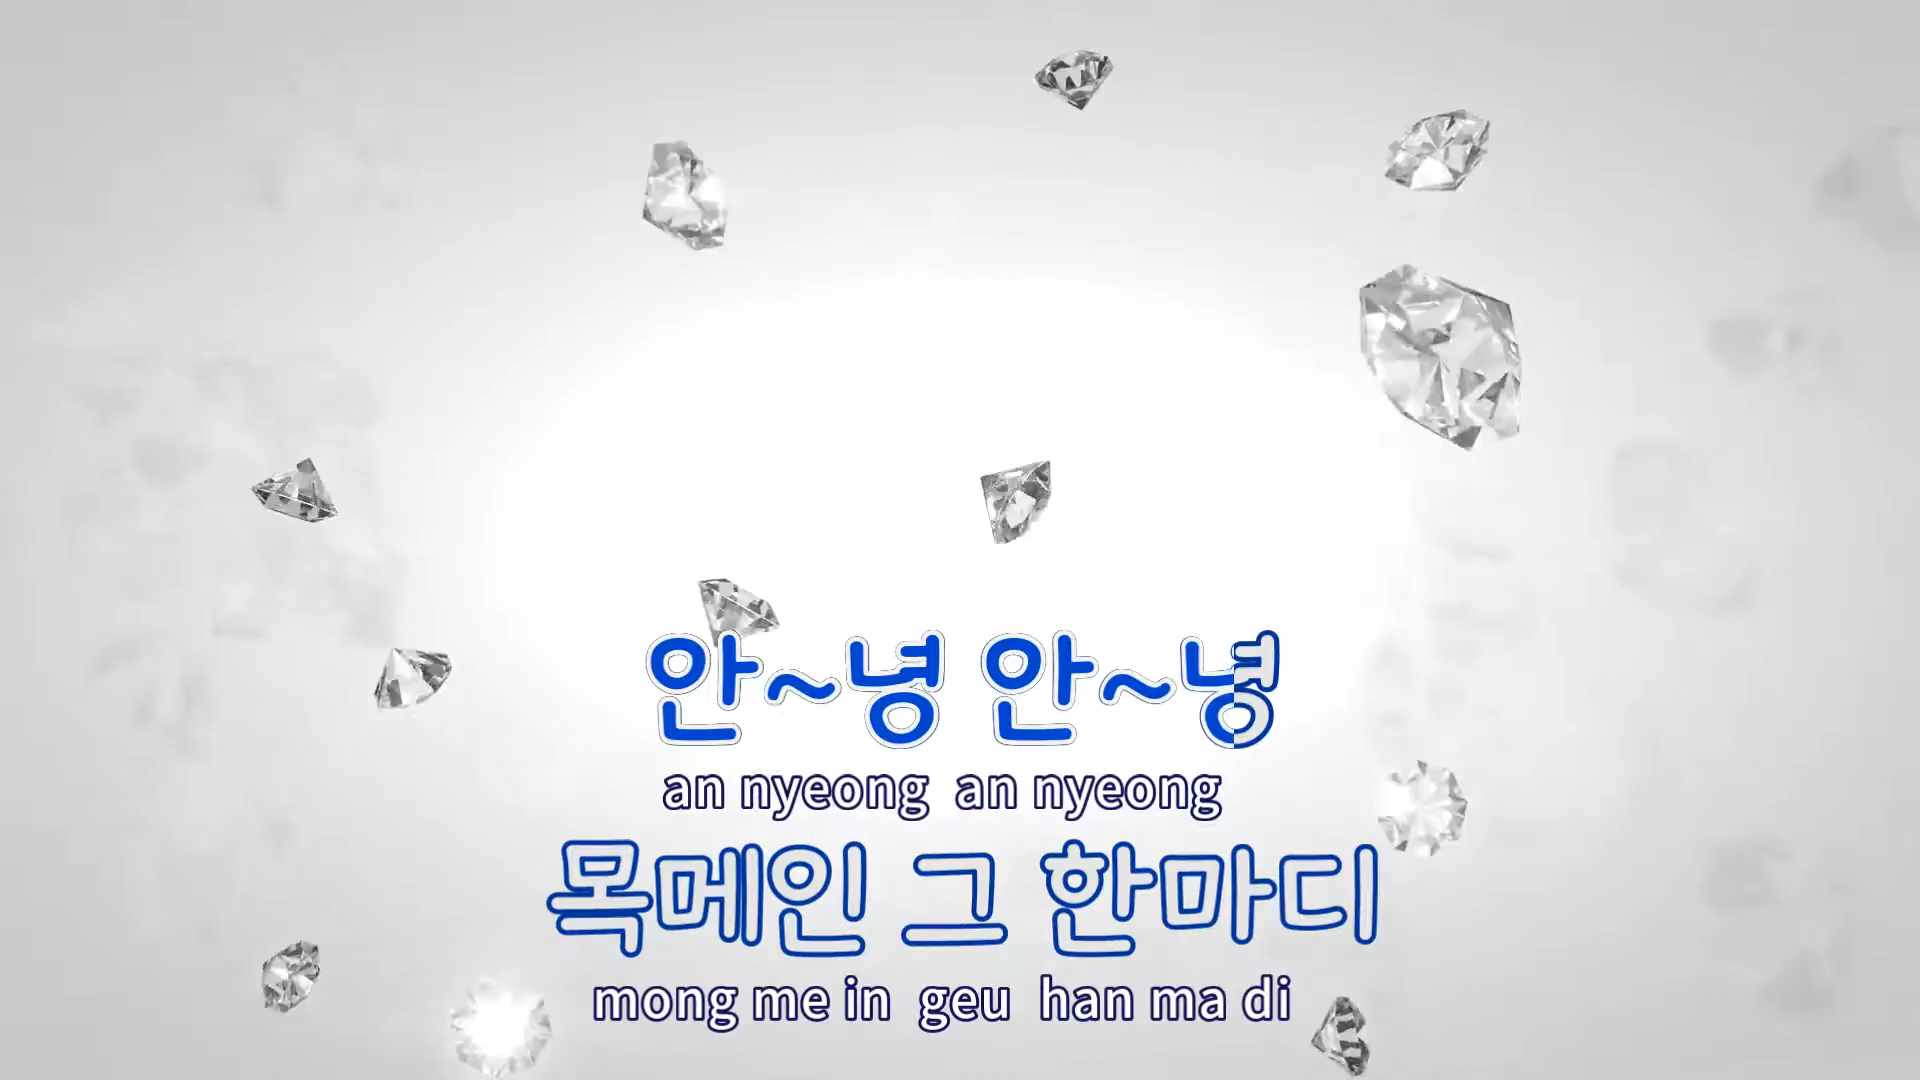 안~녕 안~녕
an nyeong an nyeong
목메인 그 한마디
mong me in geu han ma di